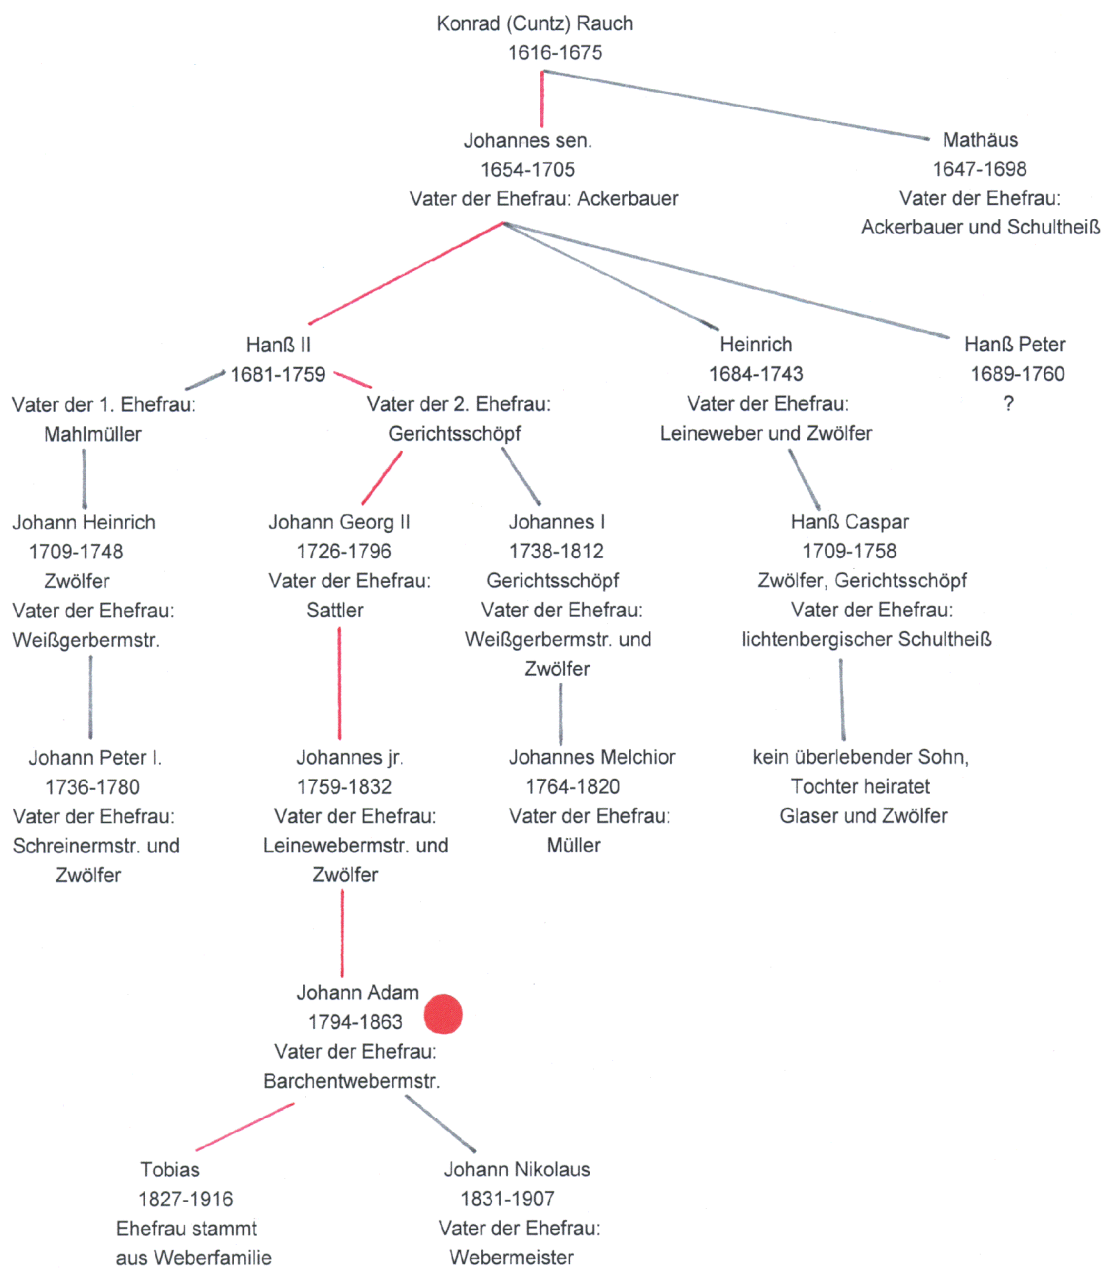 Konrad (Cuntz) Rauch
1616-1675
Johannes sen.
1654-1705
Vater der Ehefrau: Ackerbauer
Mathäus
1647-1698
Vater der Ehefrau:
Ackerbauer und Schultheiß
Hanß II
1681-1759
Vater der 1. Ehefrau:
Mahlmüller
Vater der 2. Ehefrau:
Gerichtsschöpf
Heinrich
1684-1743
Vater der Ehefrau:
Leineweber und Zwölfer
Hanß Peter
1689-1760
?
Johann Heinrich
1709-1748
Zwölfer
Vater der Ehefrau:
Weißgerbermstr.
Johann Georg II
1726-1796
Vater der Ehefrau:
Sattler
Johannes I
1738-1812
Gerichtsschöpf
Vater der Ehefrau:
Weißgerbermstr. und
Zwölfer
Hanß Caspar
1709-1758
Zwölfer, Gerichtsschöpf
Vater der Ehefrau:
lichtenbergischer Schultheiß
Johann Peter I.
1736-1780
Vater der Ehefrau:
Schreinermstr. und
Zwölfer
Johannes jr.
1759-1832
Vater der Ehefrau:
Leinewebermstr. und
Zwölfer
Johannes Melchior
1764-1820
Vater der Ehefrau:
Müller
kein überlebender Sohn,
Tochter heiratet
Glaser und Zwölfer
Johann Adam
1794-1863
Vater der Ehefrau:
Barchentwebermstr.
Tobias
1827-1916
Ehefrau stammt
aus Weberfamilie
Johann Nikolaus
1831-1907
Vater der Ehefrau:
Webermeister